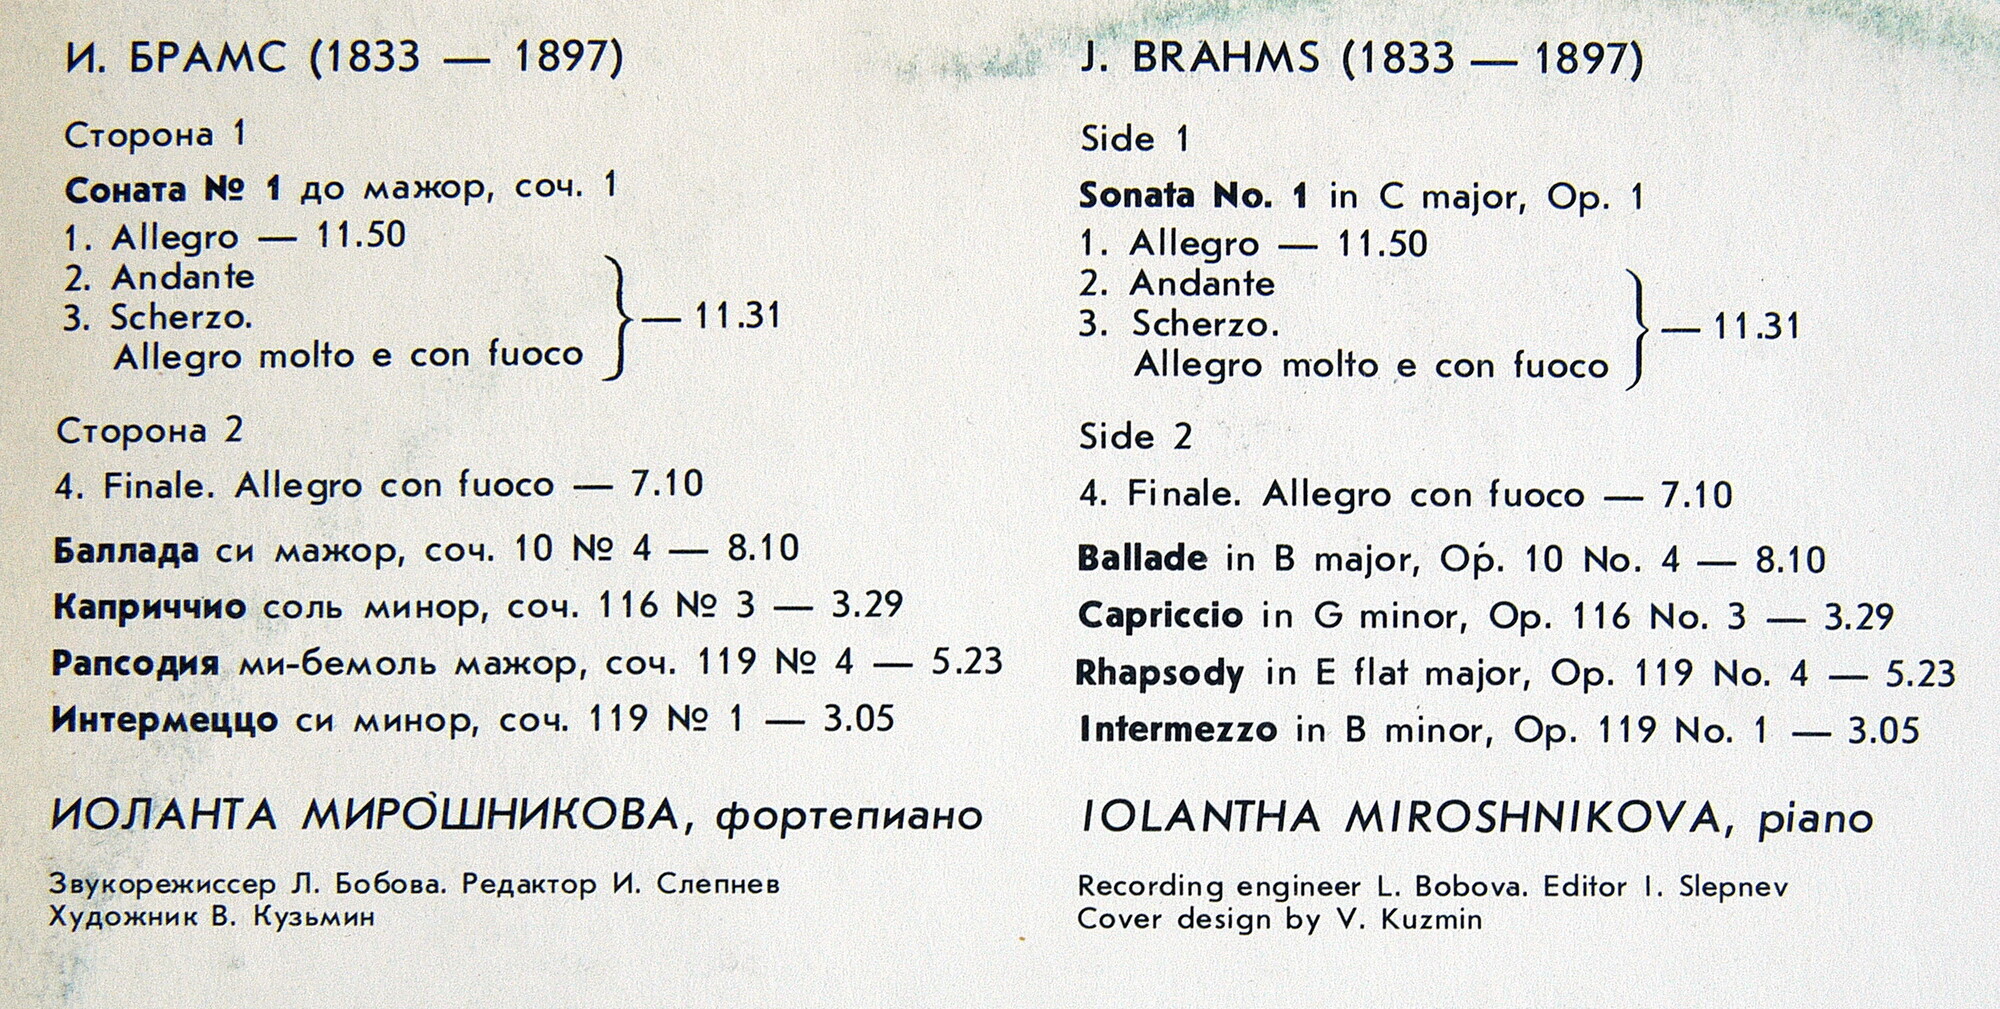 И. БРАМС (1833 — 1897)
Сторона 1
Соната № 1 до мажор, соч. 1
1. Allegro — 11.50
2. Andante
3. Scherzo.
Allegro molto e con fuoco
— 11.31
Сторона 2
4. Finale. Allegro con fuoco — 7.10
Баллада си мажор, соч. 10 № 4 — 8.10
Каприччио соль минор, соч. 116 № 3 — 3.29
Рапсодия ми-бемоль мажор, соч. 119 № 4 — 5.23
Интермеццо си минор, соч. 119 № 1 — 3.05
ИОЛАНТА МИРОШНИКОВА, фортепиано
Звукорежиссер Л. Бобова. Редактор И. Слепнев
Художник В. Кузьмин
J. BRAHMS (1833 — 1897)
Side 1
Sonata No. 1 in C major, Op. 1
1. Allegro — 11.50
2. Andante
3. Scherzo.
Allegro molto e con fuoco
— 11.31
Side 2
4. Finale. Allegro con fuoco — 7.10
Ballade in B major, Op. 10 No. 4 — 8.10
Capriccio in G minor, Op. 116 No. 3 — 3.29
Rhapsody in E flat major, Op. 119 No. 4 — 5.23
Intermezzo in B minor, Op. 119 No. 1 — 3.05
IOLANTHA MIROSHNIKOVA, piano
Recording engineer L. Bobova. Editor I. Slepnev
Cover design by V. Kuzmin